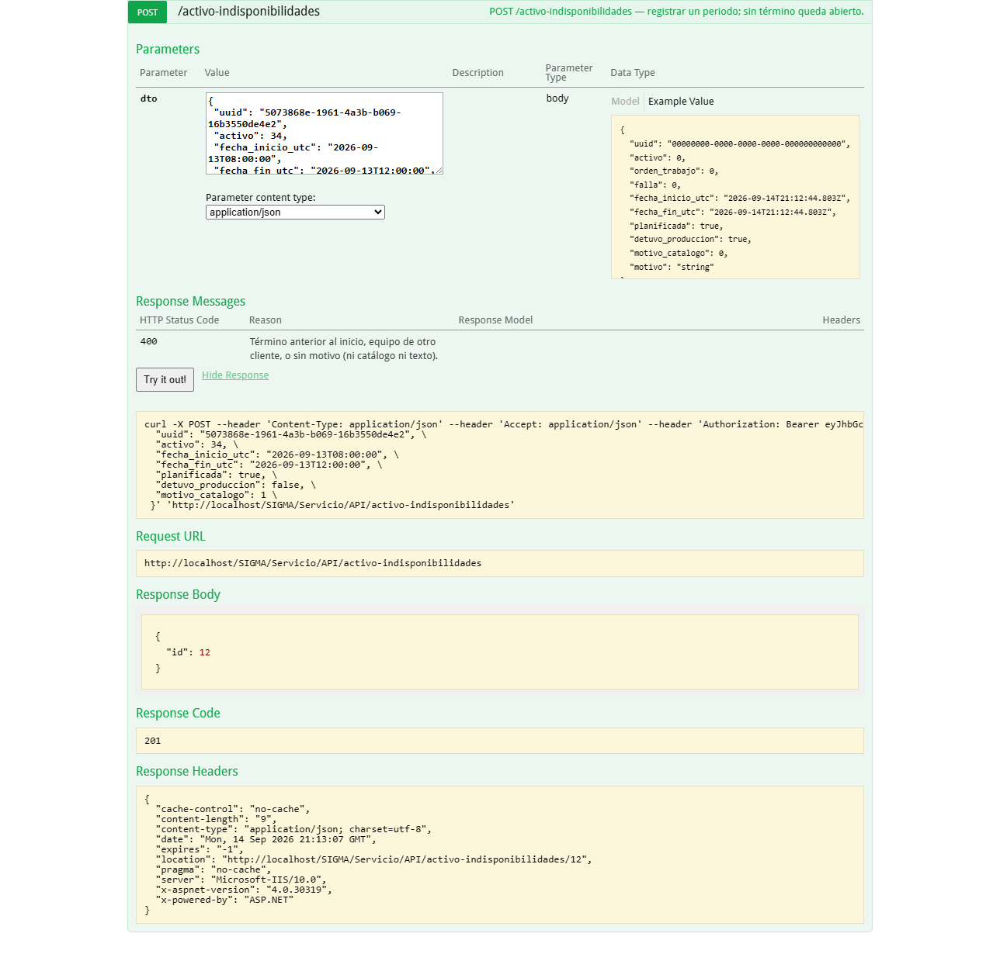 POST /activo-indisponibilidades POST /activo-indisponibilidades — registrar un periodo; sin término queda abierto.
Parameters
Parameter Value Description Parameter Type Data Type
dto
{
"uuid": "5073868e-1961-4a3b-b069-
16b3550de4e2",
"activo": 34,
"fecha_inicio_utc": "2026-09-
13T08:00:00",
"fecha_fin_utc": "2026-09-13T12:00:00",
Parameter content type:
application/json
body
Model Example Value
{
"uuid": "00000000-0000-0000-0000-000000000000",
"activo": 0,
"orden_trabajo": 0,
"falla": 0,
"fecha_inicio_utc": "2026-09-14T21:12:44.803Z",
"fecha_fin_utc": "2026-09-14T21:12:44.803Z",
"planificada": true,
"detuvo_produccion": true,
"motivo_catalogo": 0,
"motivo": "string"
}
Response Messages
HTTP Status Code Reason Response Model Headers
400 Término anterior al inicio, equipo de otro
cliente, o sin motivo (ni catálogo ni texto).
Try it out! Hide Response
curl -X POST --header 'Content-Type: application/json' --header 'Accept: application/json' --header 'Authorization: Bearer eyJhbGc
"uuid": "5073868e-1961-4a3b-b069-16b3550de4e2", \
"activo": 34, \
"fecha_inicio_utc": "2026-09-13T08:00:00", \
"fecha_fin_utc": "2026-09-13T12:00:00", \
"planificada": true, \
"detuvo_produccion": false, \
"motivo_catalogo": 1 \
}' 'http://localhost/SIGMA/Servicio/API/activo-indisponibilidades'
Request URL
http://localhost/SIGMA/Servicio/API/activo-indisponibilidades
Response Body
{
"id": 12
}
Response Code
201
Response Headers
{
"cache-control": "no-cache",
"content-length": "9",
"content-type": "application/json; charset=utf-8",
"date": "Mon, 14 Sep 2026 21:13:07 GMT",
"expires": "-1",
"location": "http://localhost/SIGMA/Servicio/API/activo-indisponibilidades/12",
"pragma": "no-cache",
"server": "Microsoft-IIS/10.0",
"x-aspnet-version": "4.0.30319",
"x-powered-by": "ASP.NET"
}